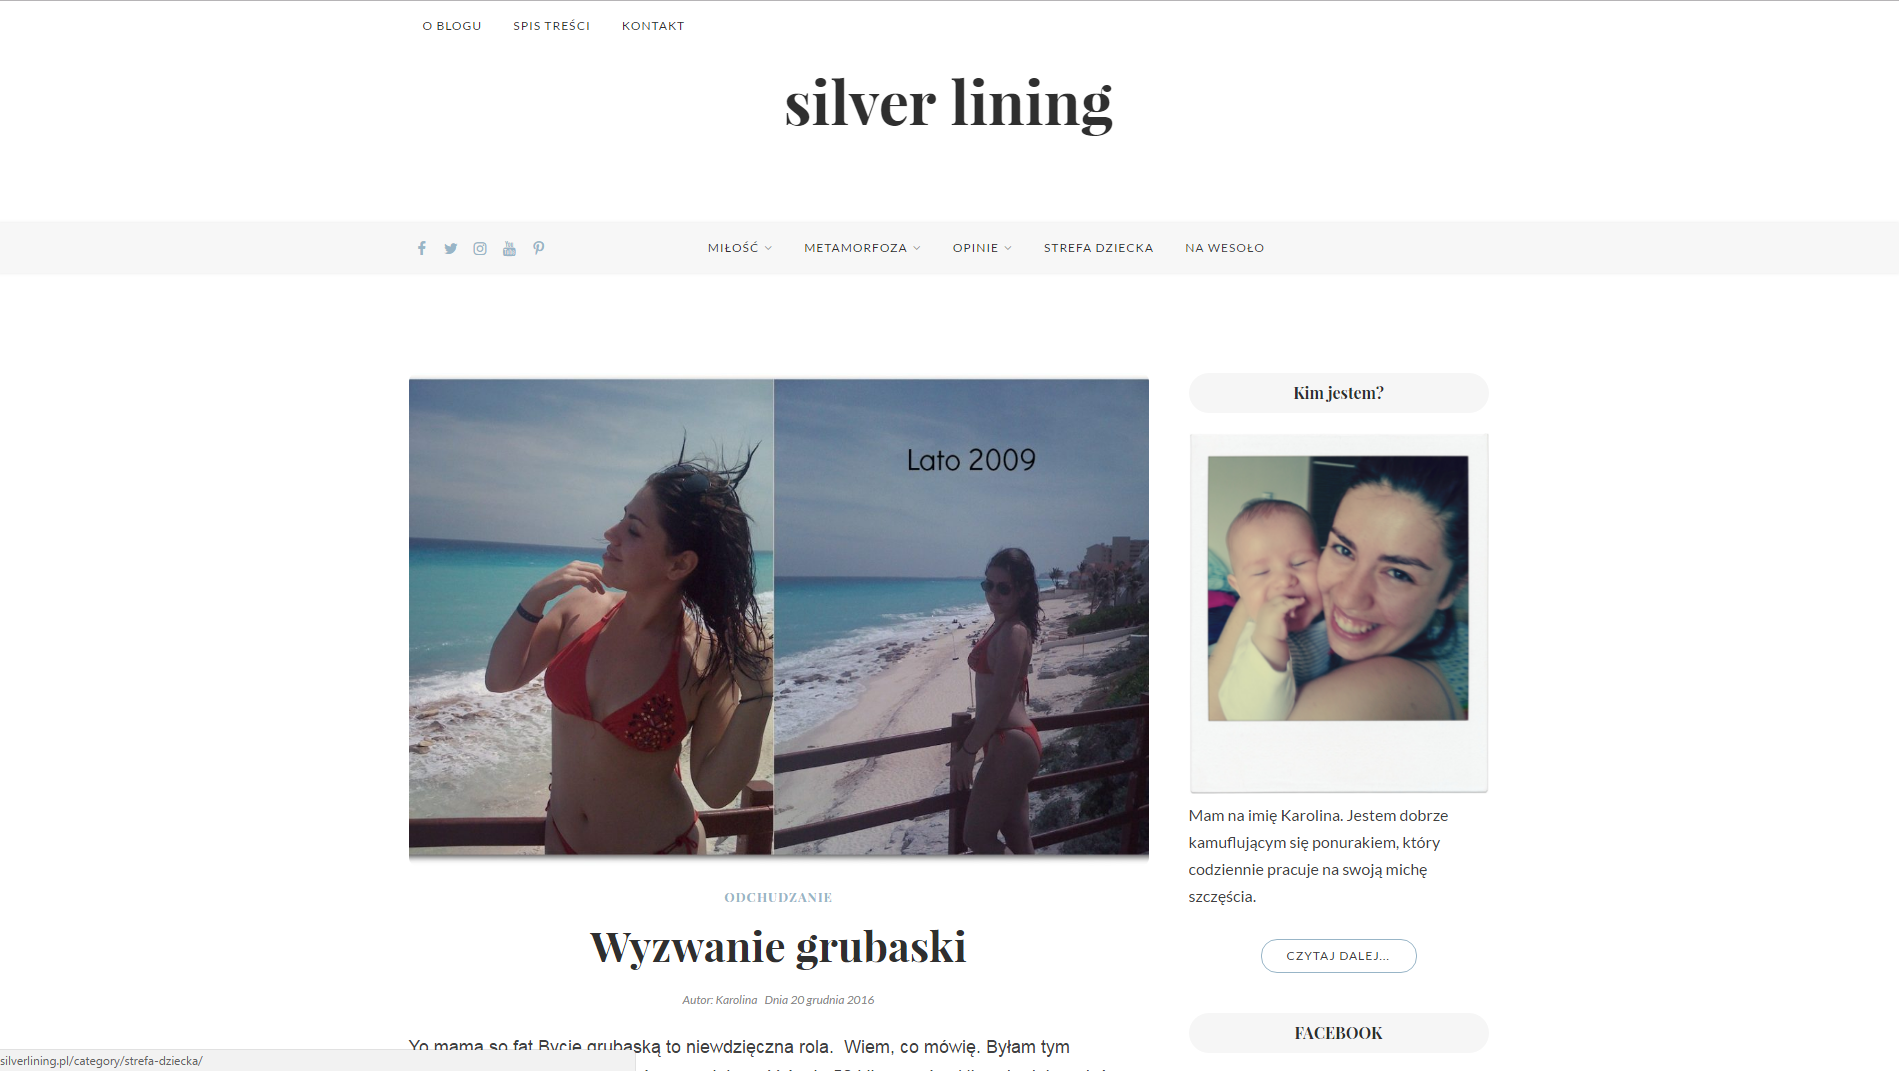 O BLOGU
SPIS TREŚCI
KONTAKT
silver lining
MIŁOŚĆ
METAMORFOZA
OPINIE
STREFA DZIECKA
NA WESOŁO
Lato 2009
ODCHUDZANIE
Wyzwanie grubaski
Autor: Karolina Dnia 20 grudnia 2016
Yo mama so fat Bycie grubaską to niewdzięczna rola. Wiem, co mówię. Byłam tym
Kim jestem?
Mam na imię Karolina. Jestem dobrze
kamuflującym się ponurakiem, który
codziennie pracuje na swoją michę
szczęścia.
CZYTAJ DALEJ...
FACEBOOK
silverlining.pl/category/strefa-dziecka/